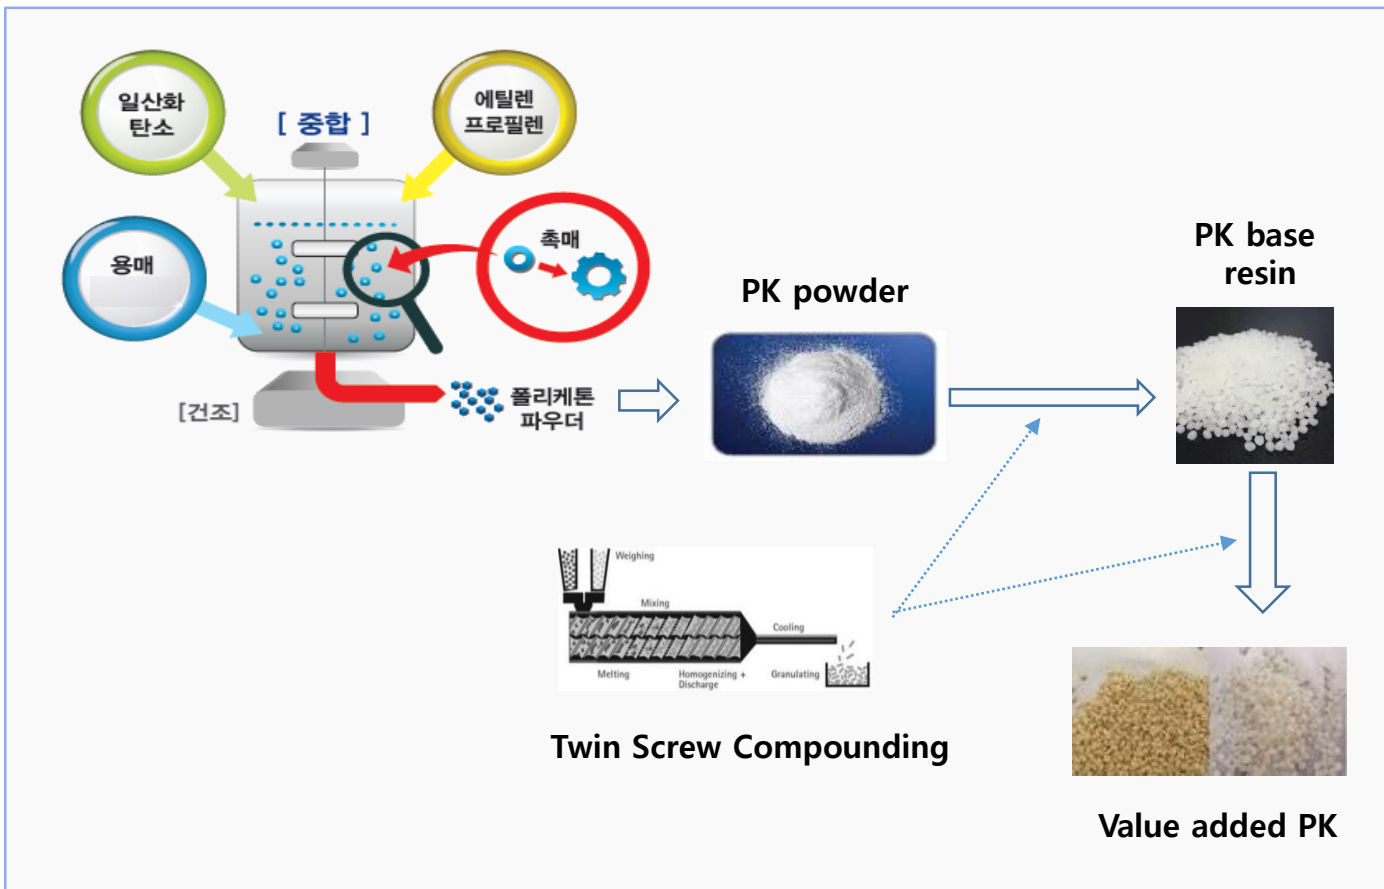 일산화
탄소
[ 중합 ]
에틸렌
프로필렌
용매
촉매
[건조]
폴리케톤
파우더
PK powder
PK base
resin
Weighing
Mixing
Cooling
Melting
Homogenizing +
Discharge
Granulating
Twin Screw Compounding
Value added PK